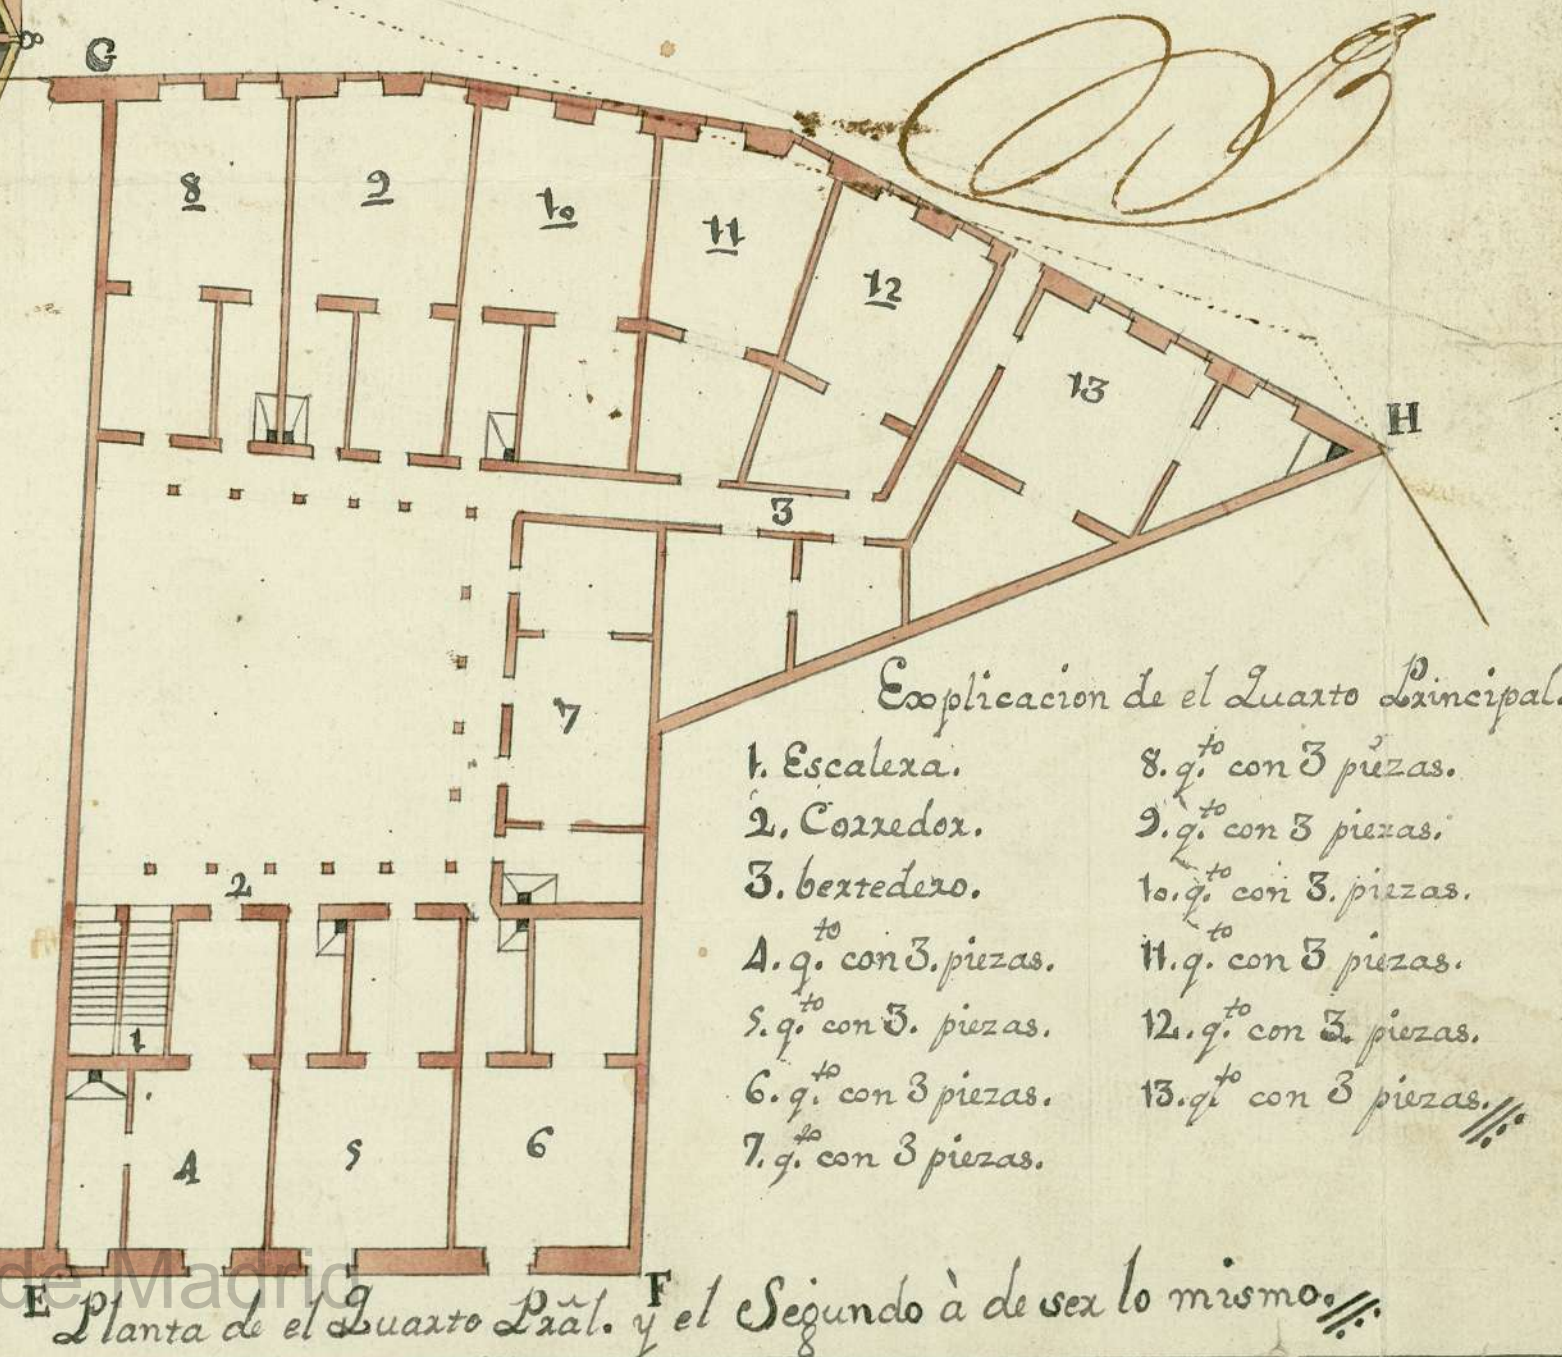 G
8
9
10
11
12
13
H
3
7
2
1
4
5
6
Explicacion de el Quarto Principal.
1. Escalera.
2. Corredor.
3. bertedero.
4. q.to con 3. piezas.
5. q.to con 3. piezas.
6. q.to con 3 piezas.
7. q.to con 3 piezas.
8. q.to con 3 piezas.
9. q.to con 3 piezas.
10. q.to con 3. piezas.
11. q.to con 3 piezas.
12. q.to con 3. piezas.
13. q.to con 3 piezas.
de Madrid
E
F
Planta de el Quarto Pral. y el Segundo à de ser lo mismo.